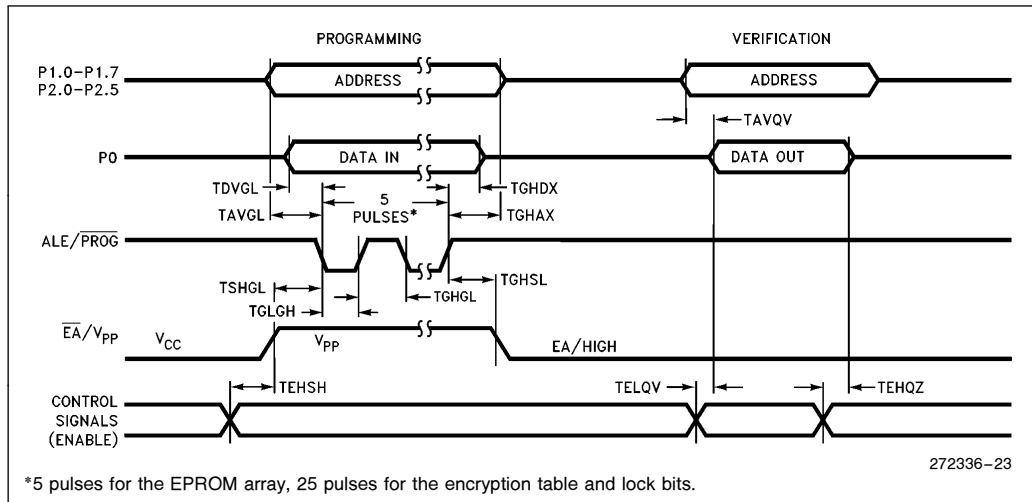 PROGRAMMING
VERIFICATION
P1.0–P1.7
P2.0–P2.5
ADDRESS
ADDRESS
TAVQV
P0
DATA IN
DATA OUT
TDVGL
TGHDX
5
PULSES*
TAVGL
TGHAX
ALE/PROG
TSHGL
TGHGL
TGHSL
TGLGH
EA/VPP
VCC
VPP
EA/HIGH
TEHSH
TELQV
TEHQZ
CONTROL
SIGNALS
(ENABLE)
272336–23
*5 pulses for the EPROM array, 25 pulses for the encryption table and lock bits.